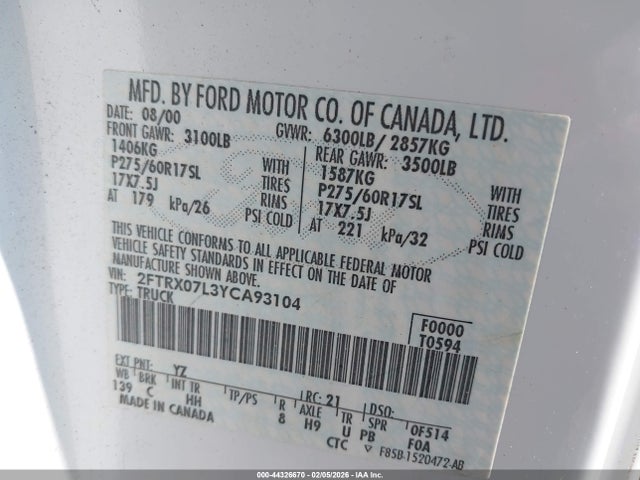 MFD. BY FORD MOTOR CO. OF CANADA, LTD.
DATE: 08/00 GVWR: 6300LB/ 2857KG
FRONT GAWR: 3100LB REAR GAWR: 3500LB
1406KG WITH 1587KG WITH
P275/60R17SL TIRES P275/60R17SL TIRES
17X7.5J RIMS 17X7.5J RIMS
AT 179 kPa/26 PSI COLD AT 221 kPa/32 PSI COLD
THIS VEHICLE CONFORMS TO ALL APPLICABLE FEDERAL MOTOR
VEHICLE SAFETY STANDARDS IN EFFECT ON THE DATE OF
MANUFACTURE SHOWN ABOVE.
VIN: 2FTRX07L3YCA93104
TYPE: TRUCK
F0000
T0594
EXT PNT: YZ RC: 21 DSO:
WB BRK INT TR TP/PS R AXLE TR SPR 0F514
139 C HH 8 H9 U PB F0A
MADE IN CANADA CTC F85B-1520472-AB
000-44326670 - 02/05/2026 - IAA Inc.